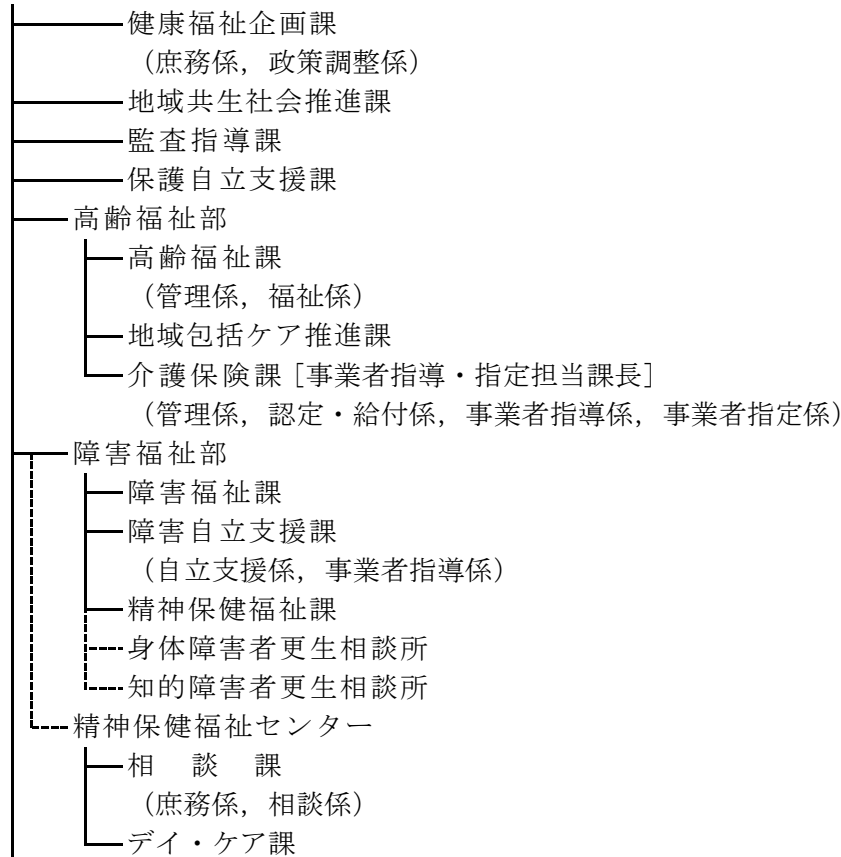 健康福祉企画課
（庶務係，政策調整係）
地域共生社会推進課
監査指導課
保護自立支援課
高齢福祉部
高齢福祉課
（管理係，福祉係）
地域包括ケア推進課
介護保険課［事業者指導・指定担当課長］
（管理係，認定・給付係，事業者指導係，事業者指定係）
障害福祉部
障害福祉課
障害自立支援課
（自立支援係，事業者指導係）
精神保健福祉課
身体障害者更生相談所
知的障害者更生相談所
精神保健福祉センター
相　談　課
（庶務係，相談係）
デイ・ケア課